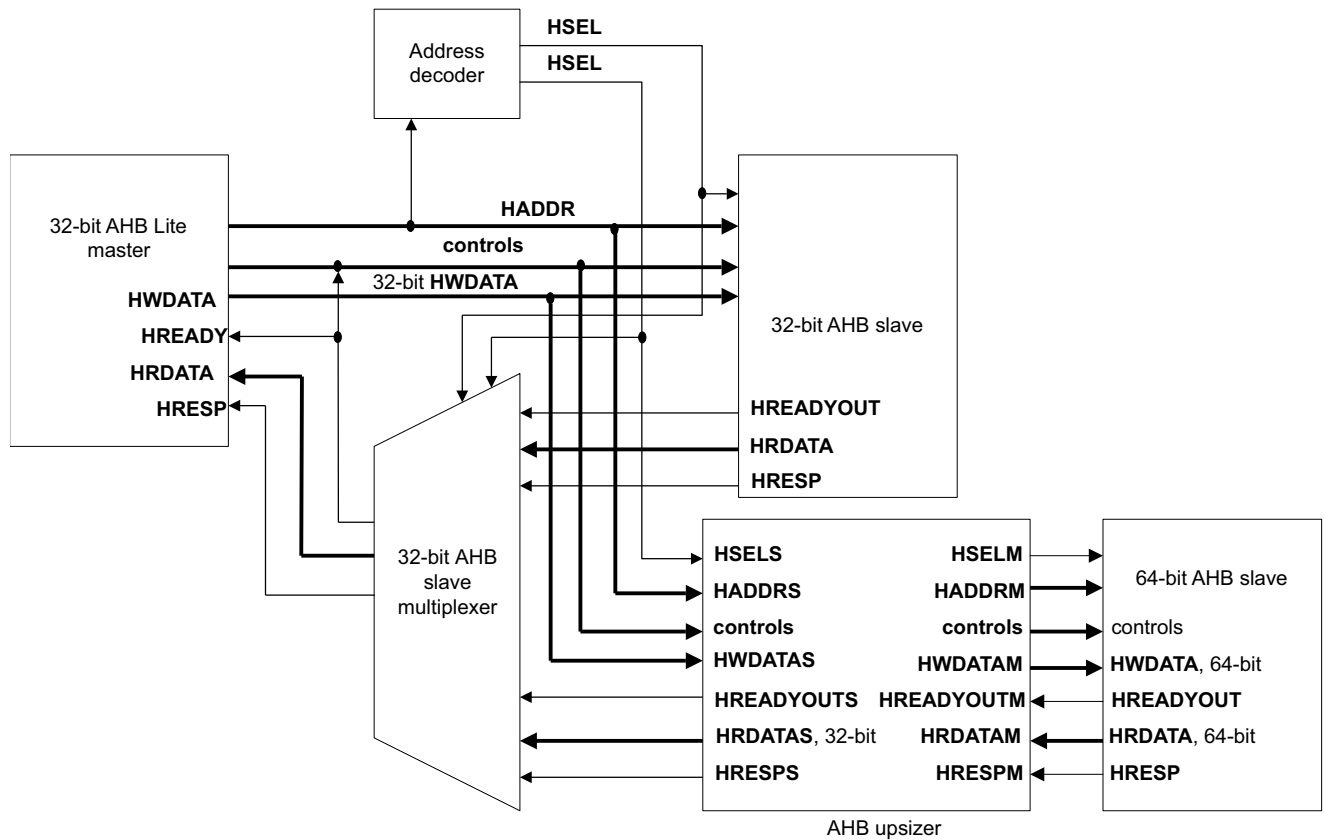 HSEL
Address
decoder
HSEL
32-bit AHB Lite
master
HADDR
controls
32-bit HWDATA
HWDATA
HREADY
HRDATA
HRESP
32-bit AHB slave
HREADYOUT
HRDATA
HRESP
32-bit AHB
slave
multiplexer
HSELS
HADDRS
controls
HWDATAS
HREADYOUTS
HRDATAS, 32-bit
HRESPS
HSELM
HADDRM
controls
HWDATAM
HREADYOUTM
HRDATAM
HRESPM
64-bit AHB slave
controls
HWDATA, 64-bit
HREADYOUT
HRDATA, 64-bit
HRESP
AHB upsizer